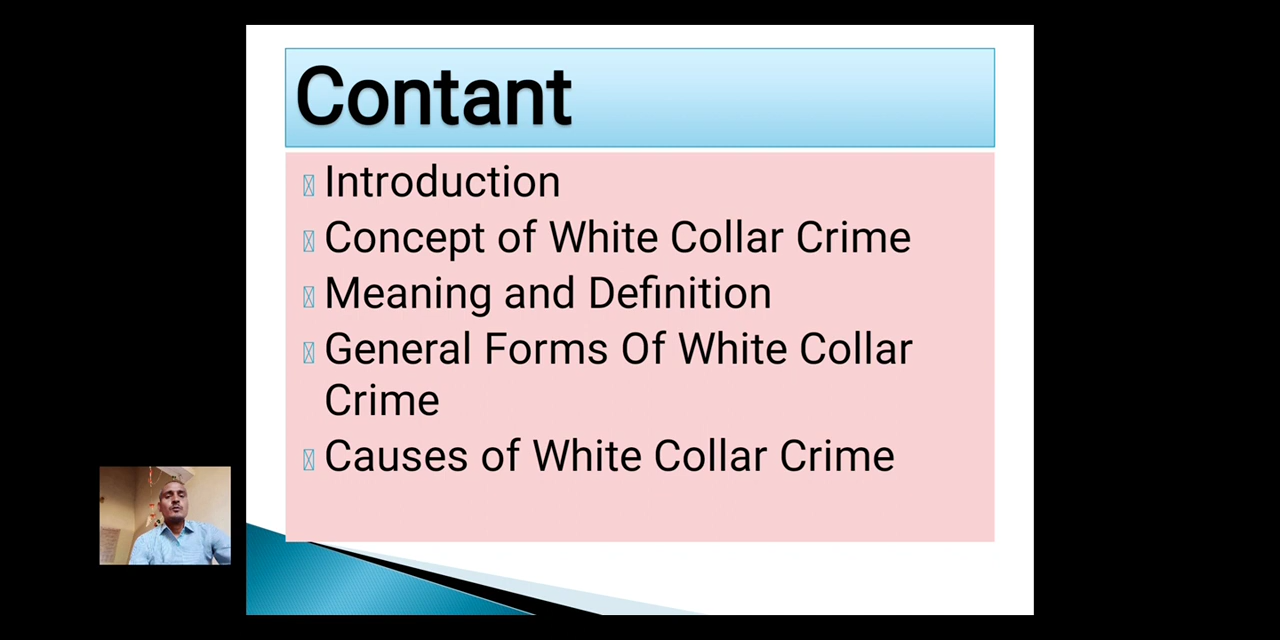 Contant
Introduction
Concept of White Collar Crime
Meaning and Definition
General Forms Of White Collar
Crime
Causes of White Collar Crime